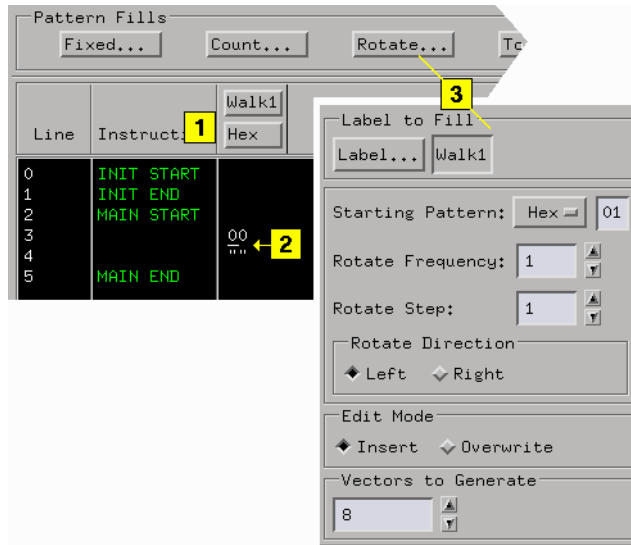 Pattern Fills
Fixed... Count... Rotate...
3
Walk1
Line 1 Hex
0 INIT START
1 INIT END
2 MAIN START
3 00
4 "" 2
5 MAIN END
Label to Fill
Label... Walk1
Starting Pattern: Hex 01
Rotate Frequency: 1
Rotate Step: 1
Rotate Direction
Left Right
Edit Mode
Insert Overwrite
Vectors to Generate
8